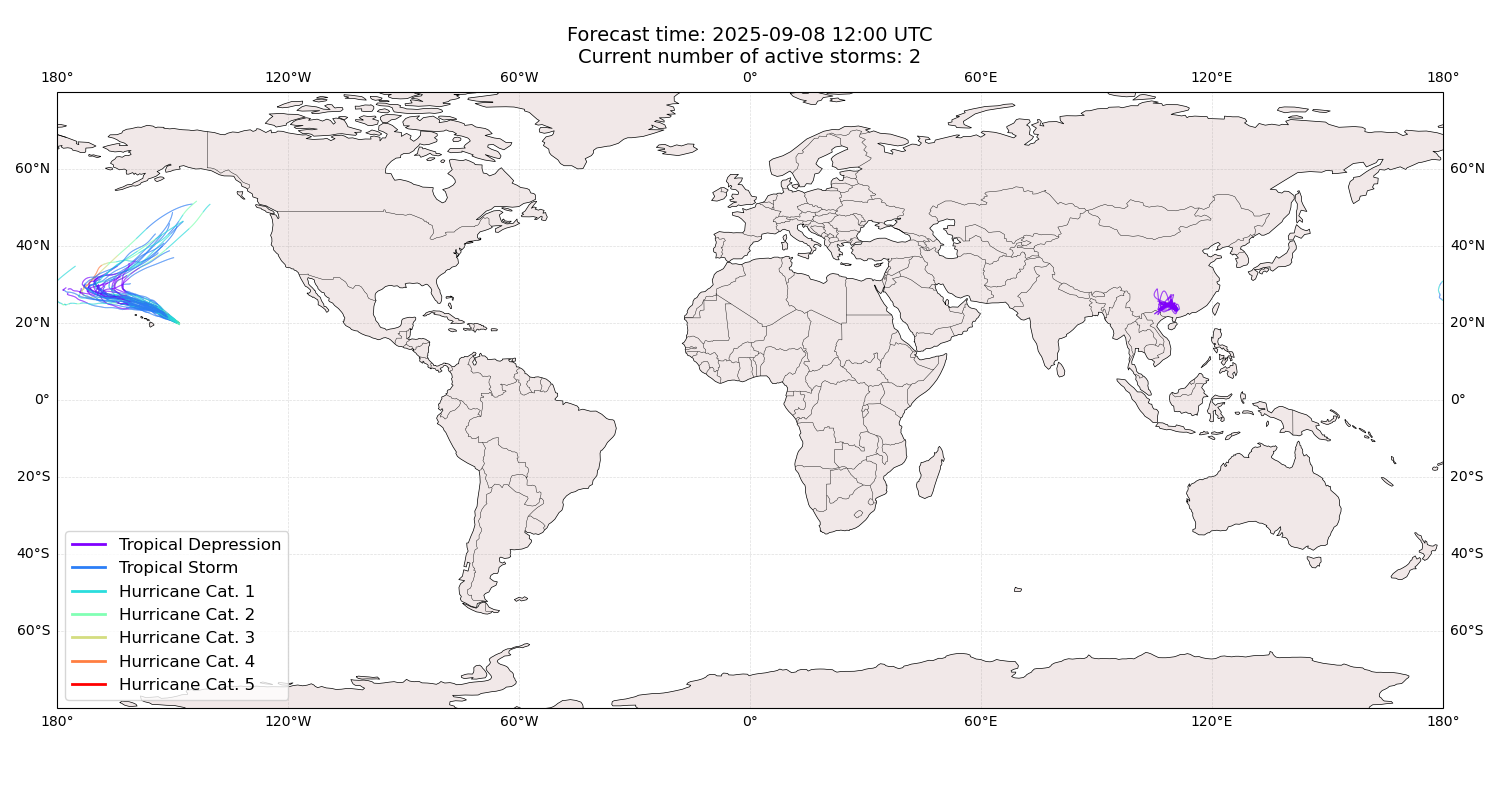 Forecast time: 2025-09-08 12:00 UTC
Current number of active storms: 2
180° 120°W 60°W 0° 60°E 120°E 180°
60°N 60°N
40°N 40°N
20°N 20°N
0° 0°
20°S 20°S
40°S 40°S
60°S 60°S
Tropical Depression
Tropical Storm
Hurricane Cat. 1
Hurricane Cat. 2
Hurricane Cat. 3
Hurricane Cat. 4
Hurricane Cat. 5
180° 120°W 60°W 0° 60°E 120°E 180°